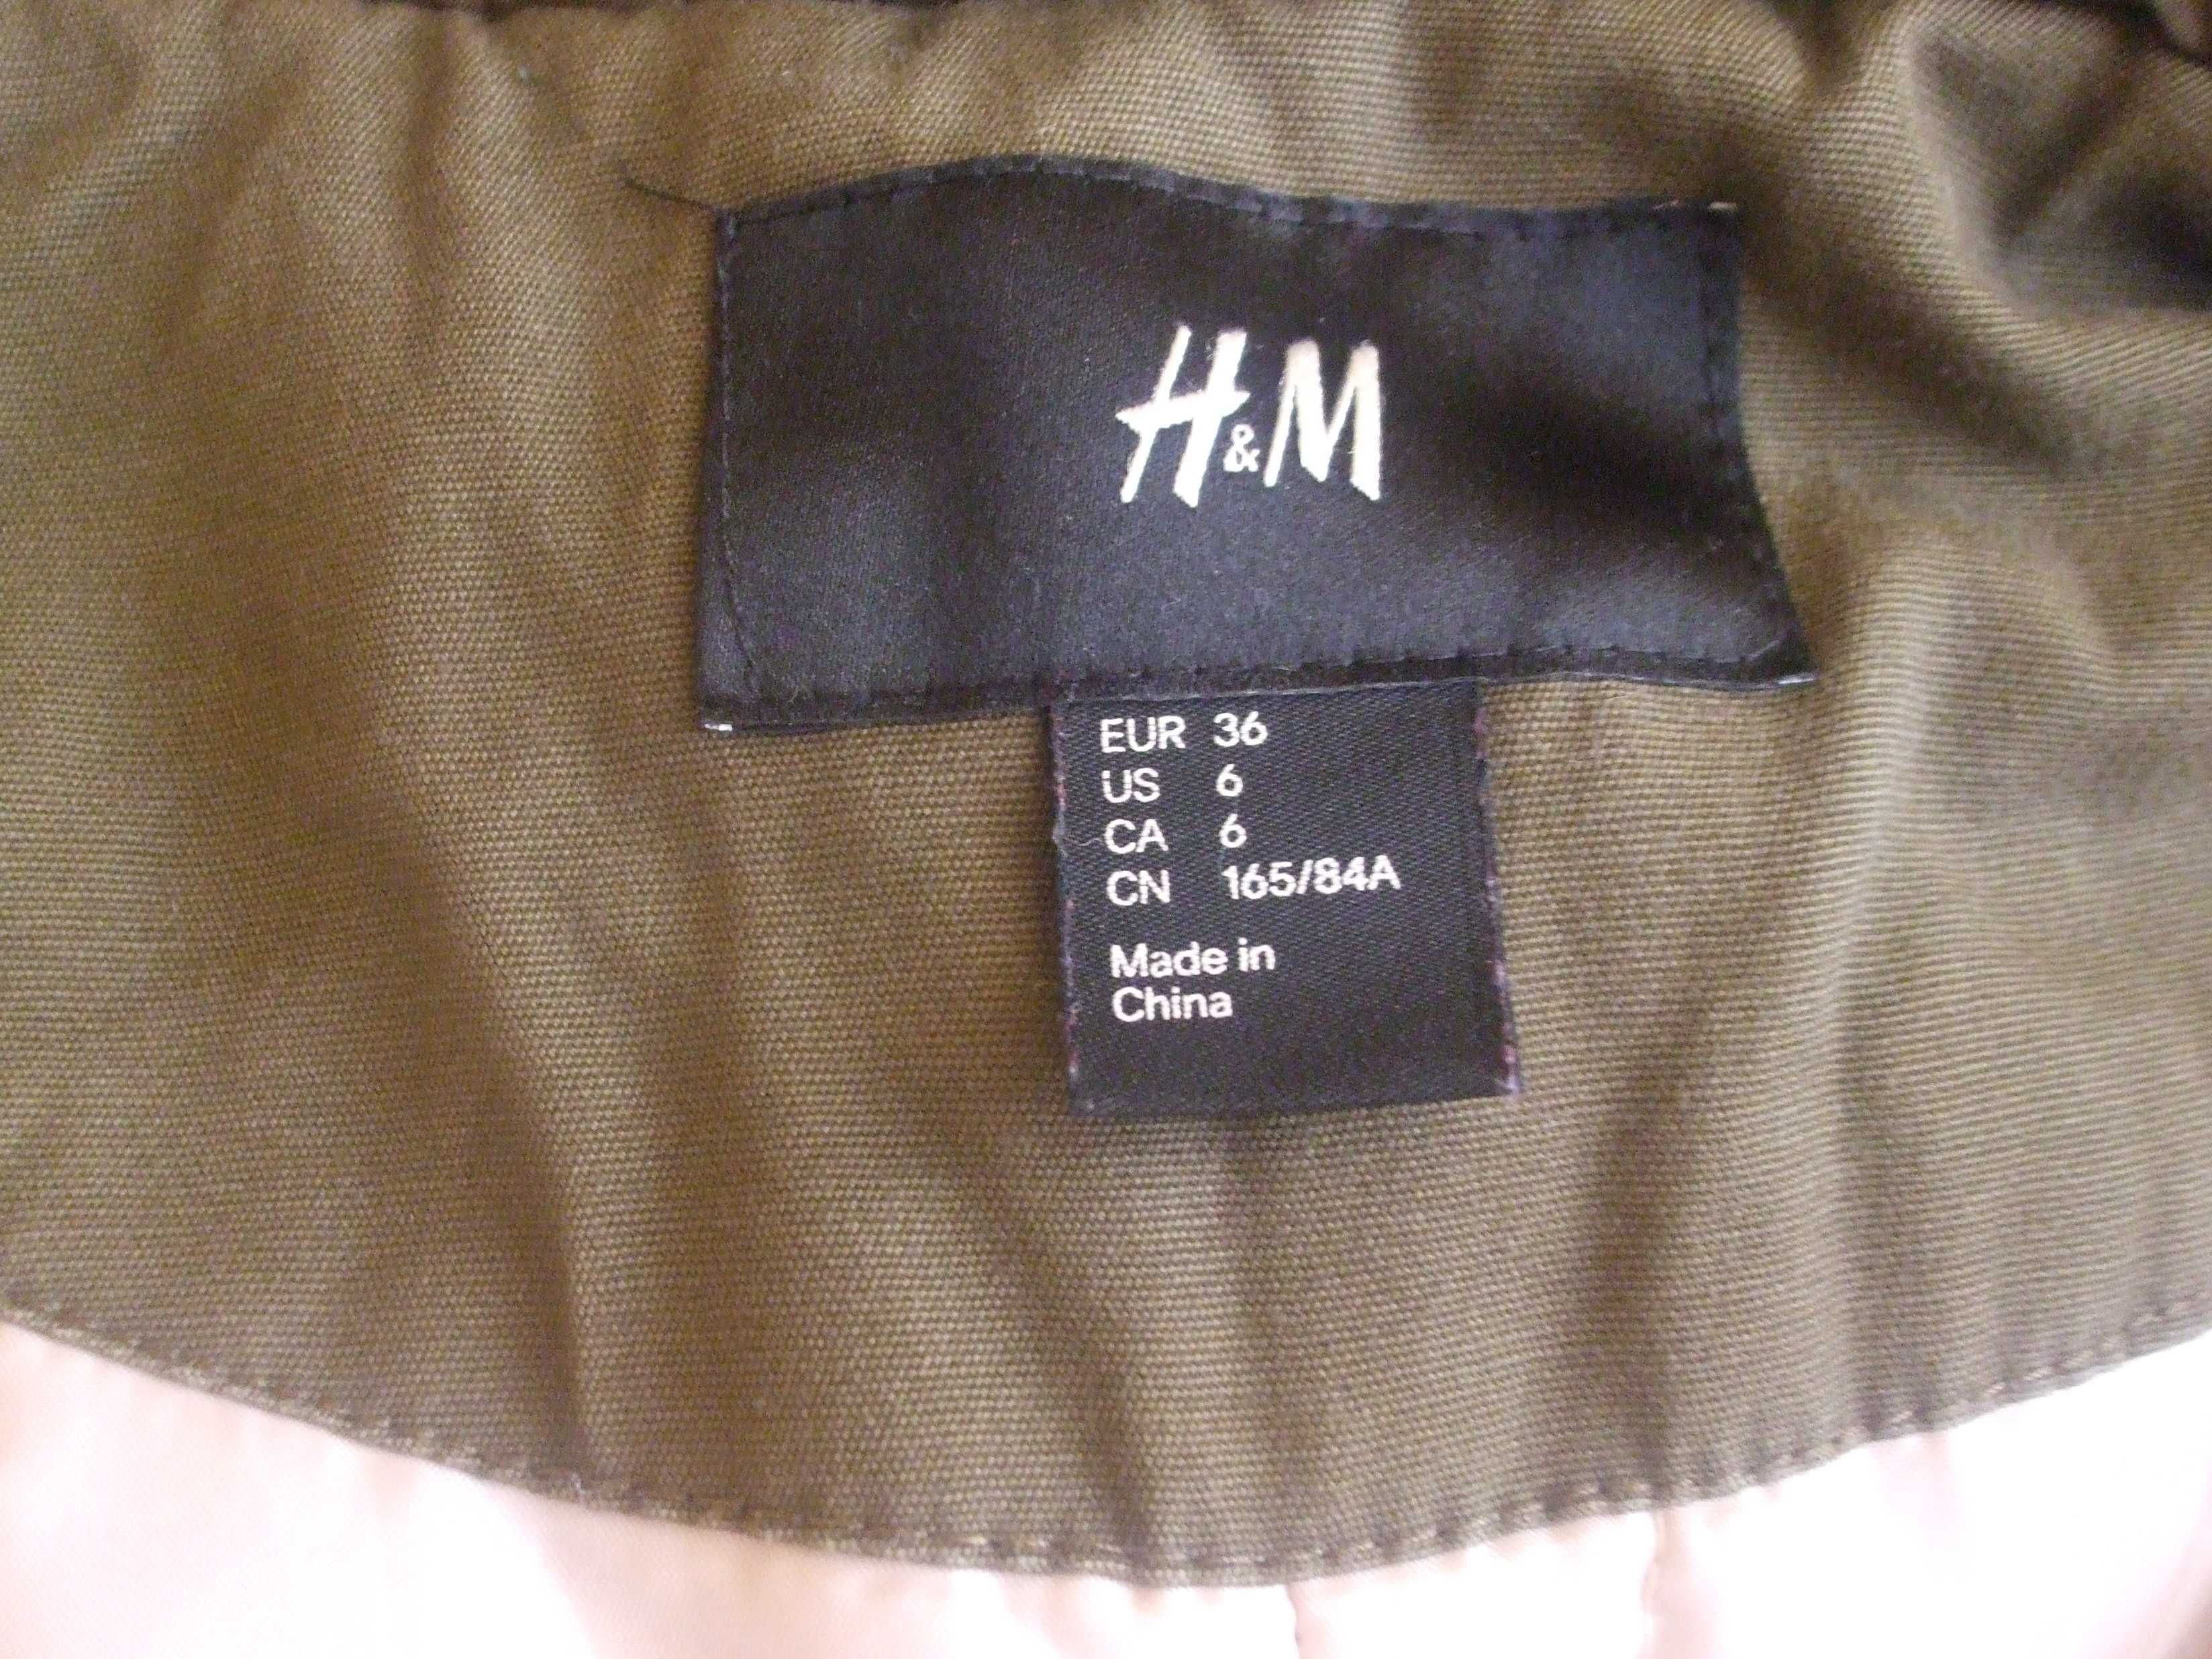 H&M
EUR 36
US 6
CA 6
CN 165/84A
Made in
China